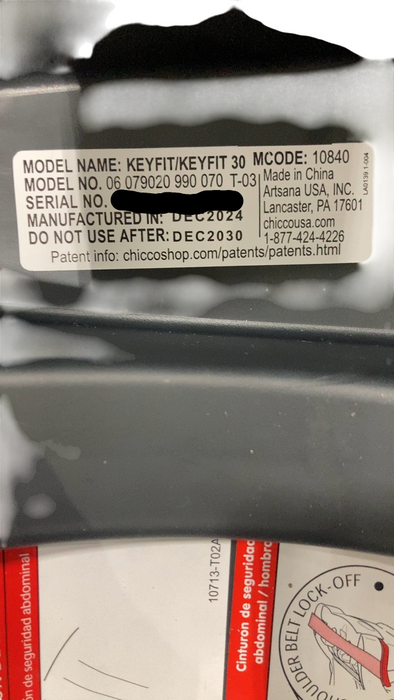 MODEL NAME: KEYFIT/KEYFIT 30 MCODE: 10840
MODEL NO. 06 079020 990 070 T-03
SERIAL NO.
MANUFACTURED IN: DEC2024
DO NOT USE AFTER: DEC2030
Made in China
Artsana USA, INC.
Lancaster, PA 17601
chiccousa.com
1-877-424-4226
Patent info: chiccoshop.com/patents/patents.html
n de seguridad abdominal
10713-T02A
Cinturón de seguridad
abdominal / hombro
SHOULDER BELT LOCK-OFF